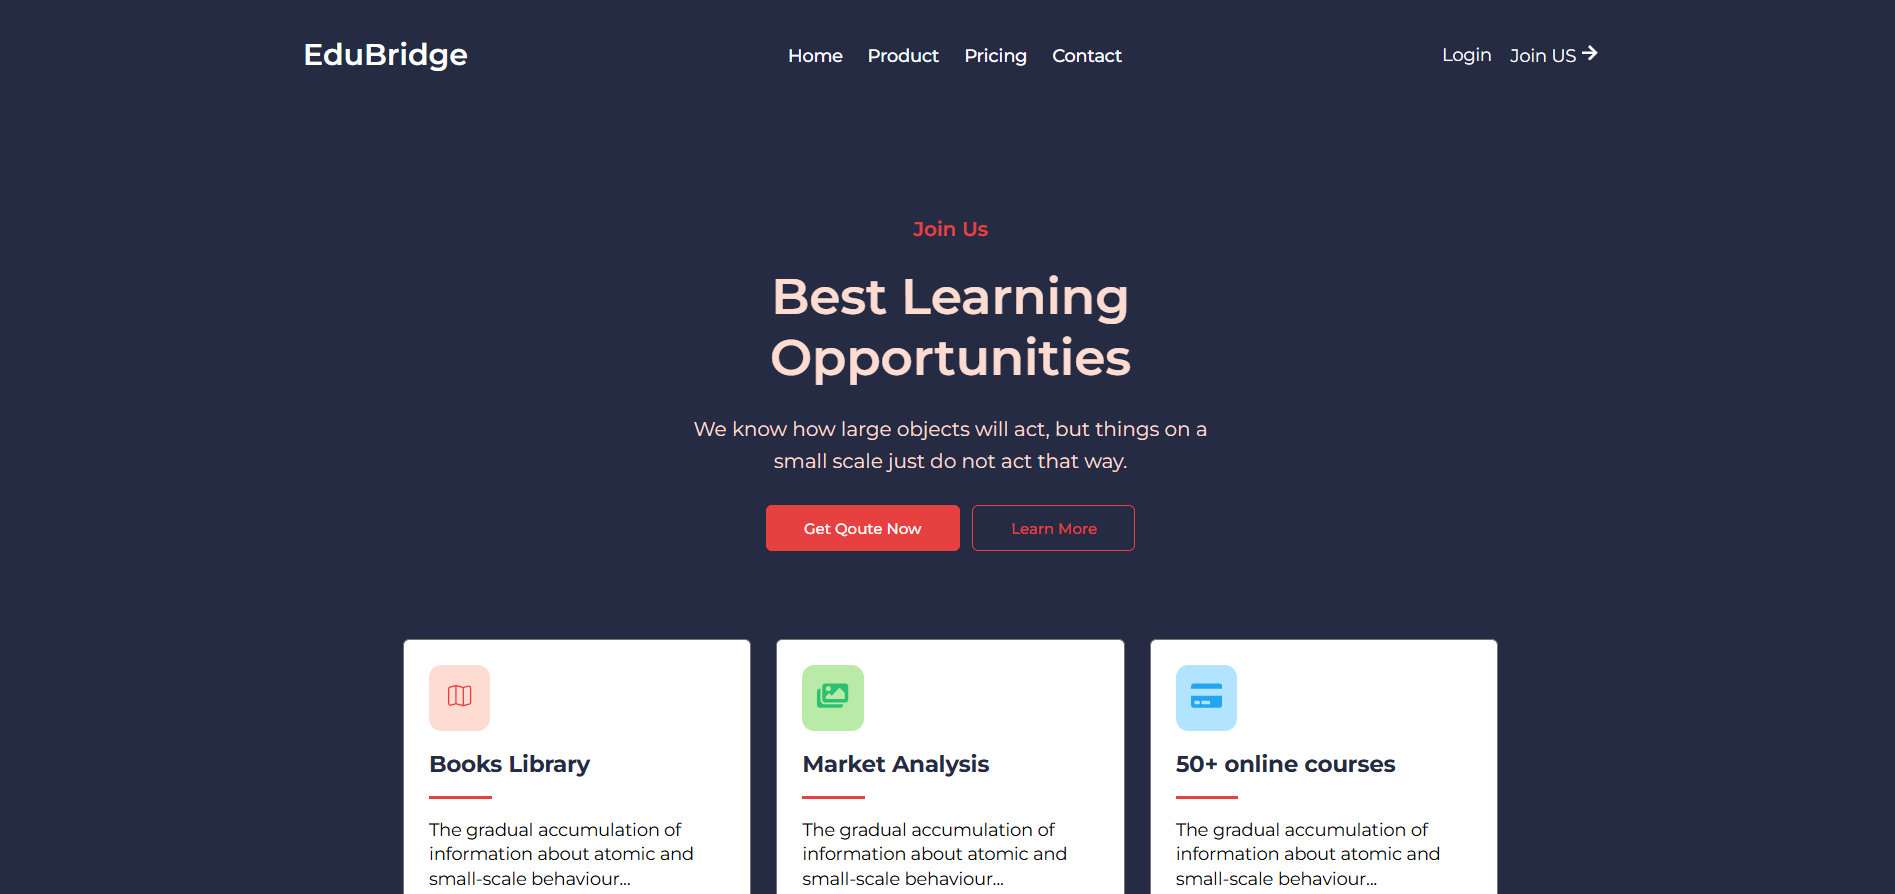 EduBridge
Home Product Pricing Contact
Login Join US
Join Us
Best Learning
Opportunities
We know how large objects will act, but things on a
small scale just do not act that way.
Get Qoute Now
Learn More
Books Library
The gradual accumulation of
information about atomic and
small-scale behaviour...
Market Analysis
The gradual accumulation of
information about atomic and
small-scale behaviour...
50+ online courses
The gradual accumulation of
information about atomic and
small-scale behaviour...